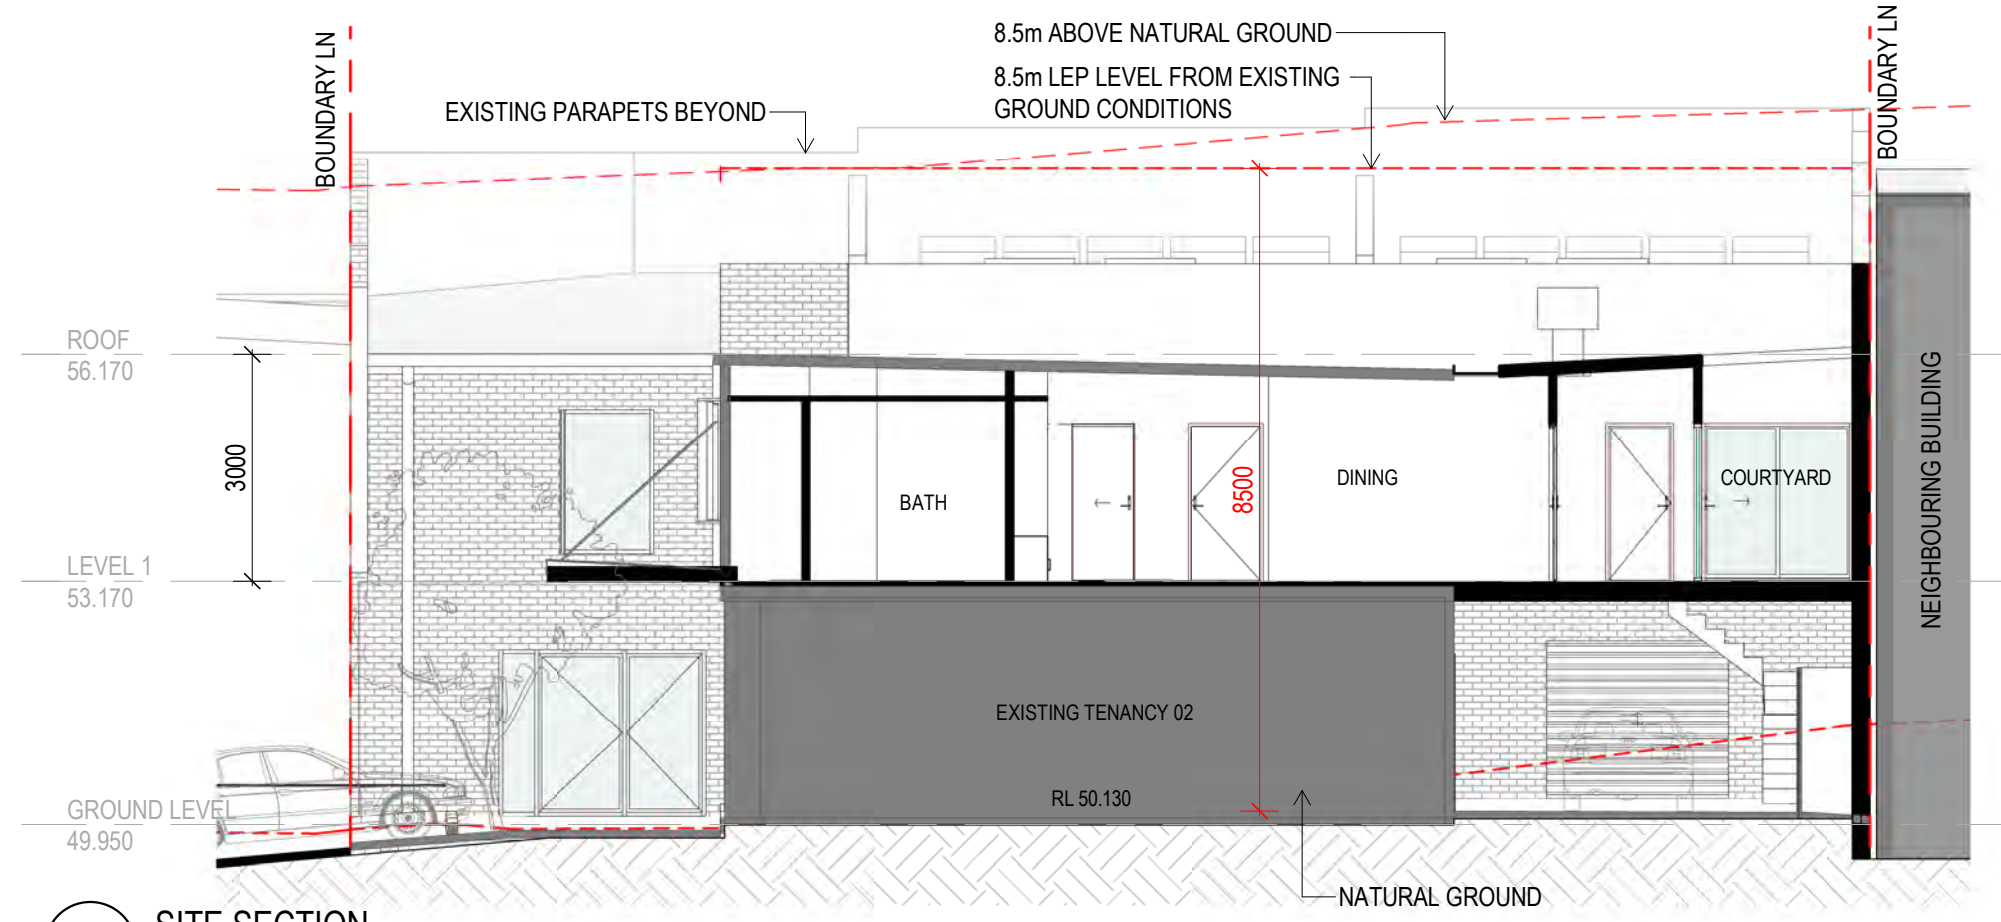 8.5m ABOVE NATURAL GROUND
8.5m LEP LEVEL FROM EXISTING
GROUND CONDITIONS
EXISTING PARAPETS BEYOND
BOUNDARY LN
BOUNDARY LN
ROOF
56.170
3000
LEVEL 1
53.170
BATH
8500
DINING
COURTYARD
NEIGHBOURING BUILDING
EXISTING TENANCY 02
RL 50.130
GROUND LEVEL
49.950
NATURAL GROUND
SITE SECTION